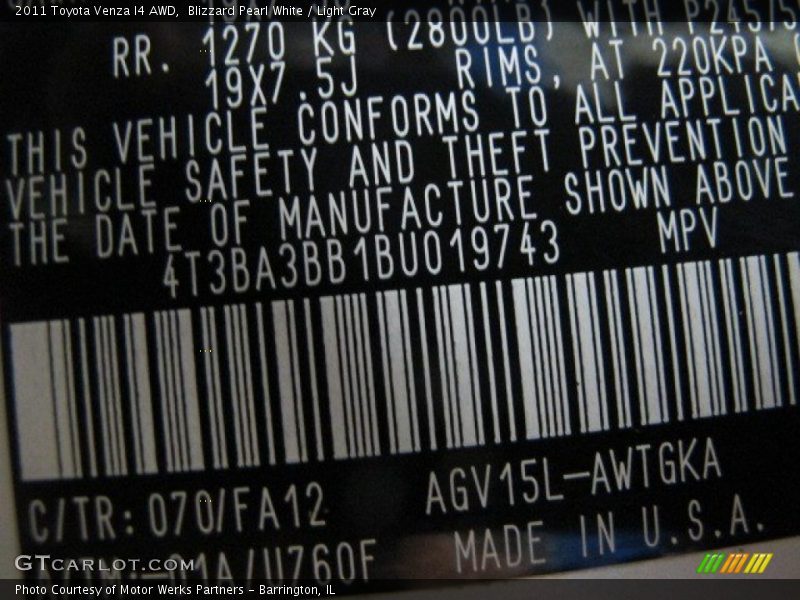 2011 Toyota Venza I4 AWD,  Blizzard Pearl White / Light Gray
RR. 1270 KG (2800LB) WITH P245/5
19X7.5J RIMS, AT 220KPA (
THIS VEHICLE CONFORMS TO ALL APPLICA
VEHICLE SAFETY AND THEFT PREVENTION
THE DATE OF MANUFACTURE SHOWN ABOVE
4T3BA3BB1BU019743 MPV
C/TR: 070/FA12 AGV15L-AWTGKA
-01A/U760F MADE IN U.S.A.
GTCARLOT.COM
Photo Courtesy of Motor Werks Partners - Barrington, IL